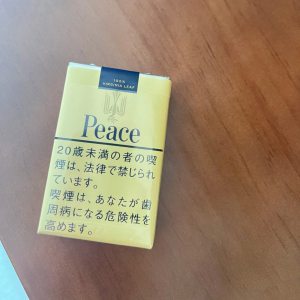 100%
VIRGINIA LEAF
The
Peace
20歳未満の者の喫
煙は、法律で禁じられ
ています。
喫煙は、あなたが歯
周病になる危険性を
高めます。